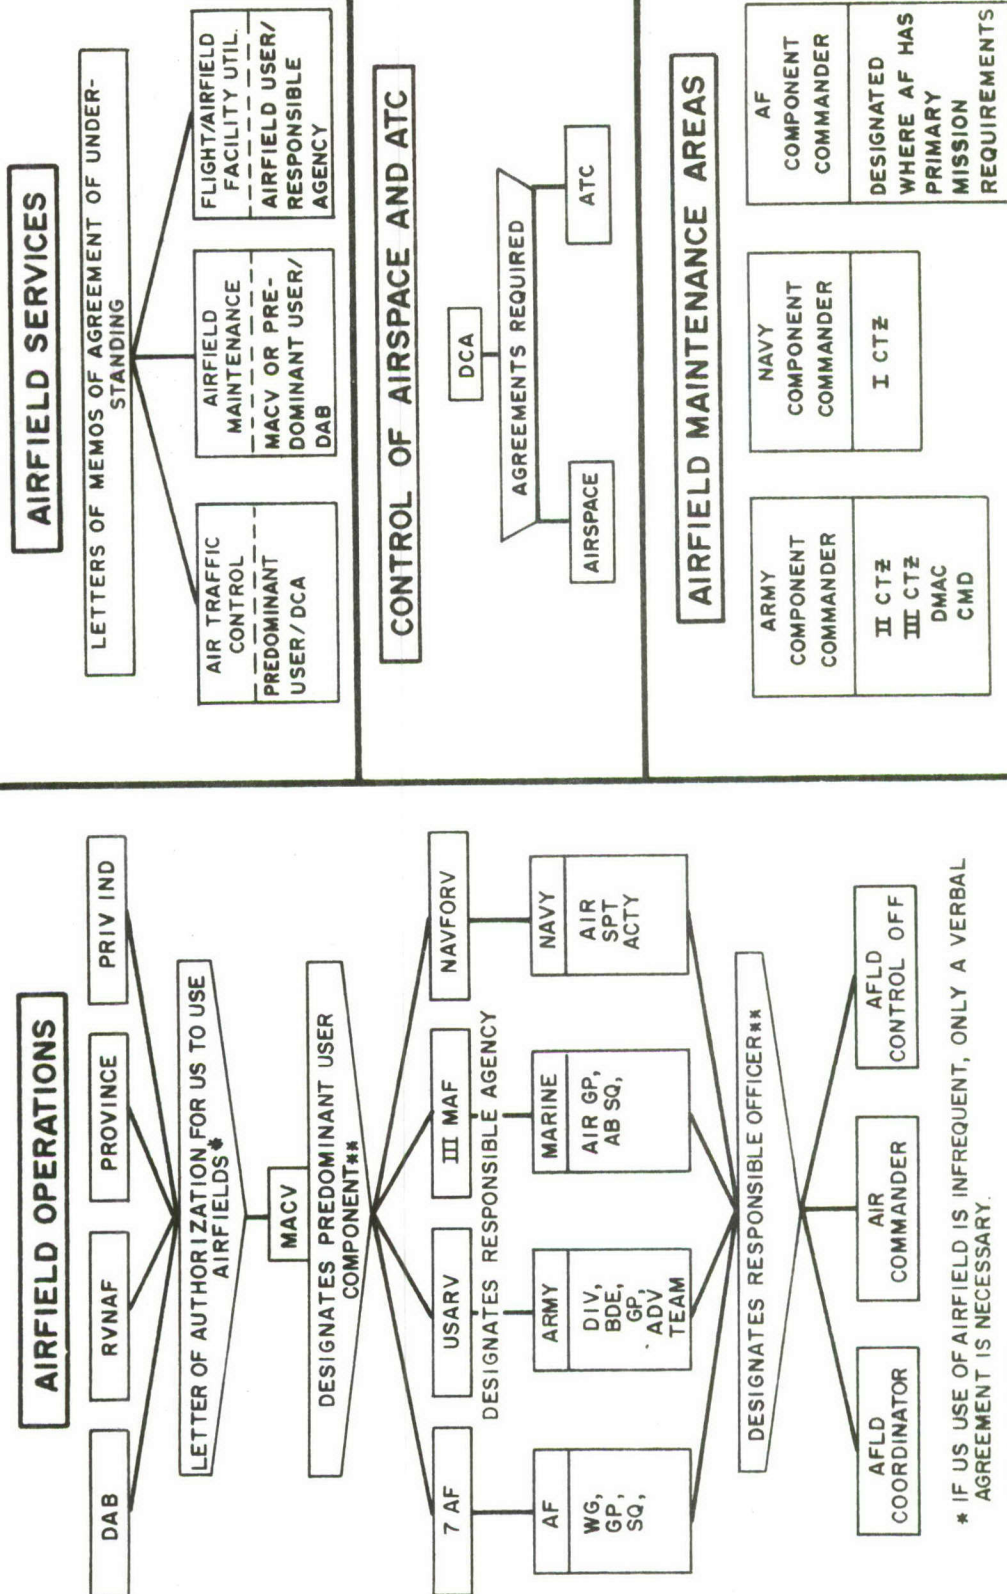 AIRFIELD OPERATIONS
DAB
RVNAF
PROVINCE
PRIV IND
LETTER OF AUTHORIZATION FOR US TO USE
AIRFIELDS*
MACV
DESIGNATES PREDOMINANT USER
COMPONENT**
7 AF
USARV
III MAF
NAVFORV
DESIGNATES RESPONSIBLE AGENCY
AF
WG,
GP,
SQ,
ARMY
DIV,
BDE,
GP,
ADV
TEAM
MARINE
AIR GP,
AB SQ,
NAVY
AIR
SPT
ACTY
DESIGNATES RESPONSIBLE OFFICER**
AFLD
COORDINATOR
AIR
COMMANDER
AFLD
CONTROL OFF
* IF US USE OF AIRFIELD IS INFREQUENT, ONLY A VERBAL
AGREEMENT IS NECESSARY.
AIRFIELD SERVICES
LETTERS OF MEMOS OF AGREEMENT OF UNDER-
STANDING
AIR TRAFFIC
CONTROL
PREDOMINANT
USER/DCA
AIRFIELD
MAINTENANCE
MACV OR PRE-
DOMINANT USER/
DAB
FLIGHT/AIRFIELD
FACILITY UTIL.
AIRFIELD USER/
RESPONSIBLE
AGENCY
CONTROL OF AIRSPACE AND ATC
DCA
AGREEMENTS REQUIRED
AIRSPACE
ATC
AIRFIELD MAINTENANCE AREAS
ARMY
COMPONENT
COMMANDER
II CTZ
III CTZ
DMAC
CMD
NAVY
COMPONENT
COMMANDER
I CTZ
AF
COMPONENT
COMMANDER
DESIGNATED
WHERE AF HAS
PRIMARY
MISSION
REQUIREMENTS